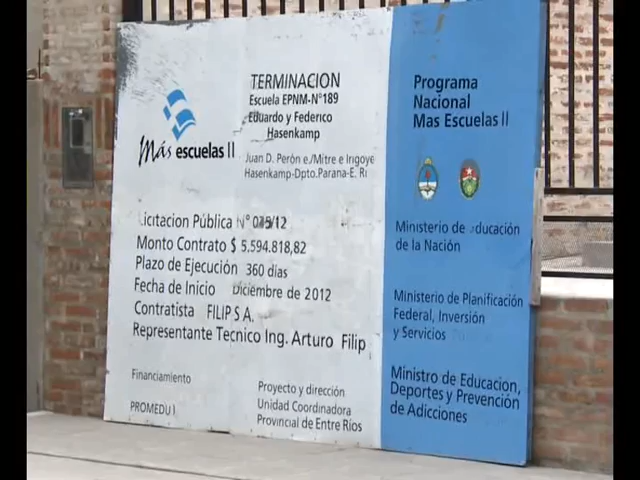 TERMINACION
Escuela EPNM-N°189
Eduardo y Federico
Hasenkamp
Juan D. Perón e/Mitre e Ingoye
Hasenkamp-Dpto.Parana-E. Ri
Más escuelas II
Licitacion Pública N° /12
Monto Contrato $ 5.594.818,82
Plazo de Ejecución 360 dias
Fecha de Inicio Diciembre de 2012
Contratista FILIP S A.
Representante Tecnico Ing. Arturo Filip
Financiamiento
PROMEDU I
Proyecto y dirección
Unidad Coordinadora
Provincial de Entre Rios
Programa
Nacional
Mas Escuelas II
Ministerio de Educación
de la Nación
Ministerio de Planificación
Federal, Inversión
y Servicios
Ministro de Educacion,
Deportes y Prevención
de Adicciones